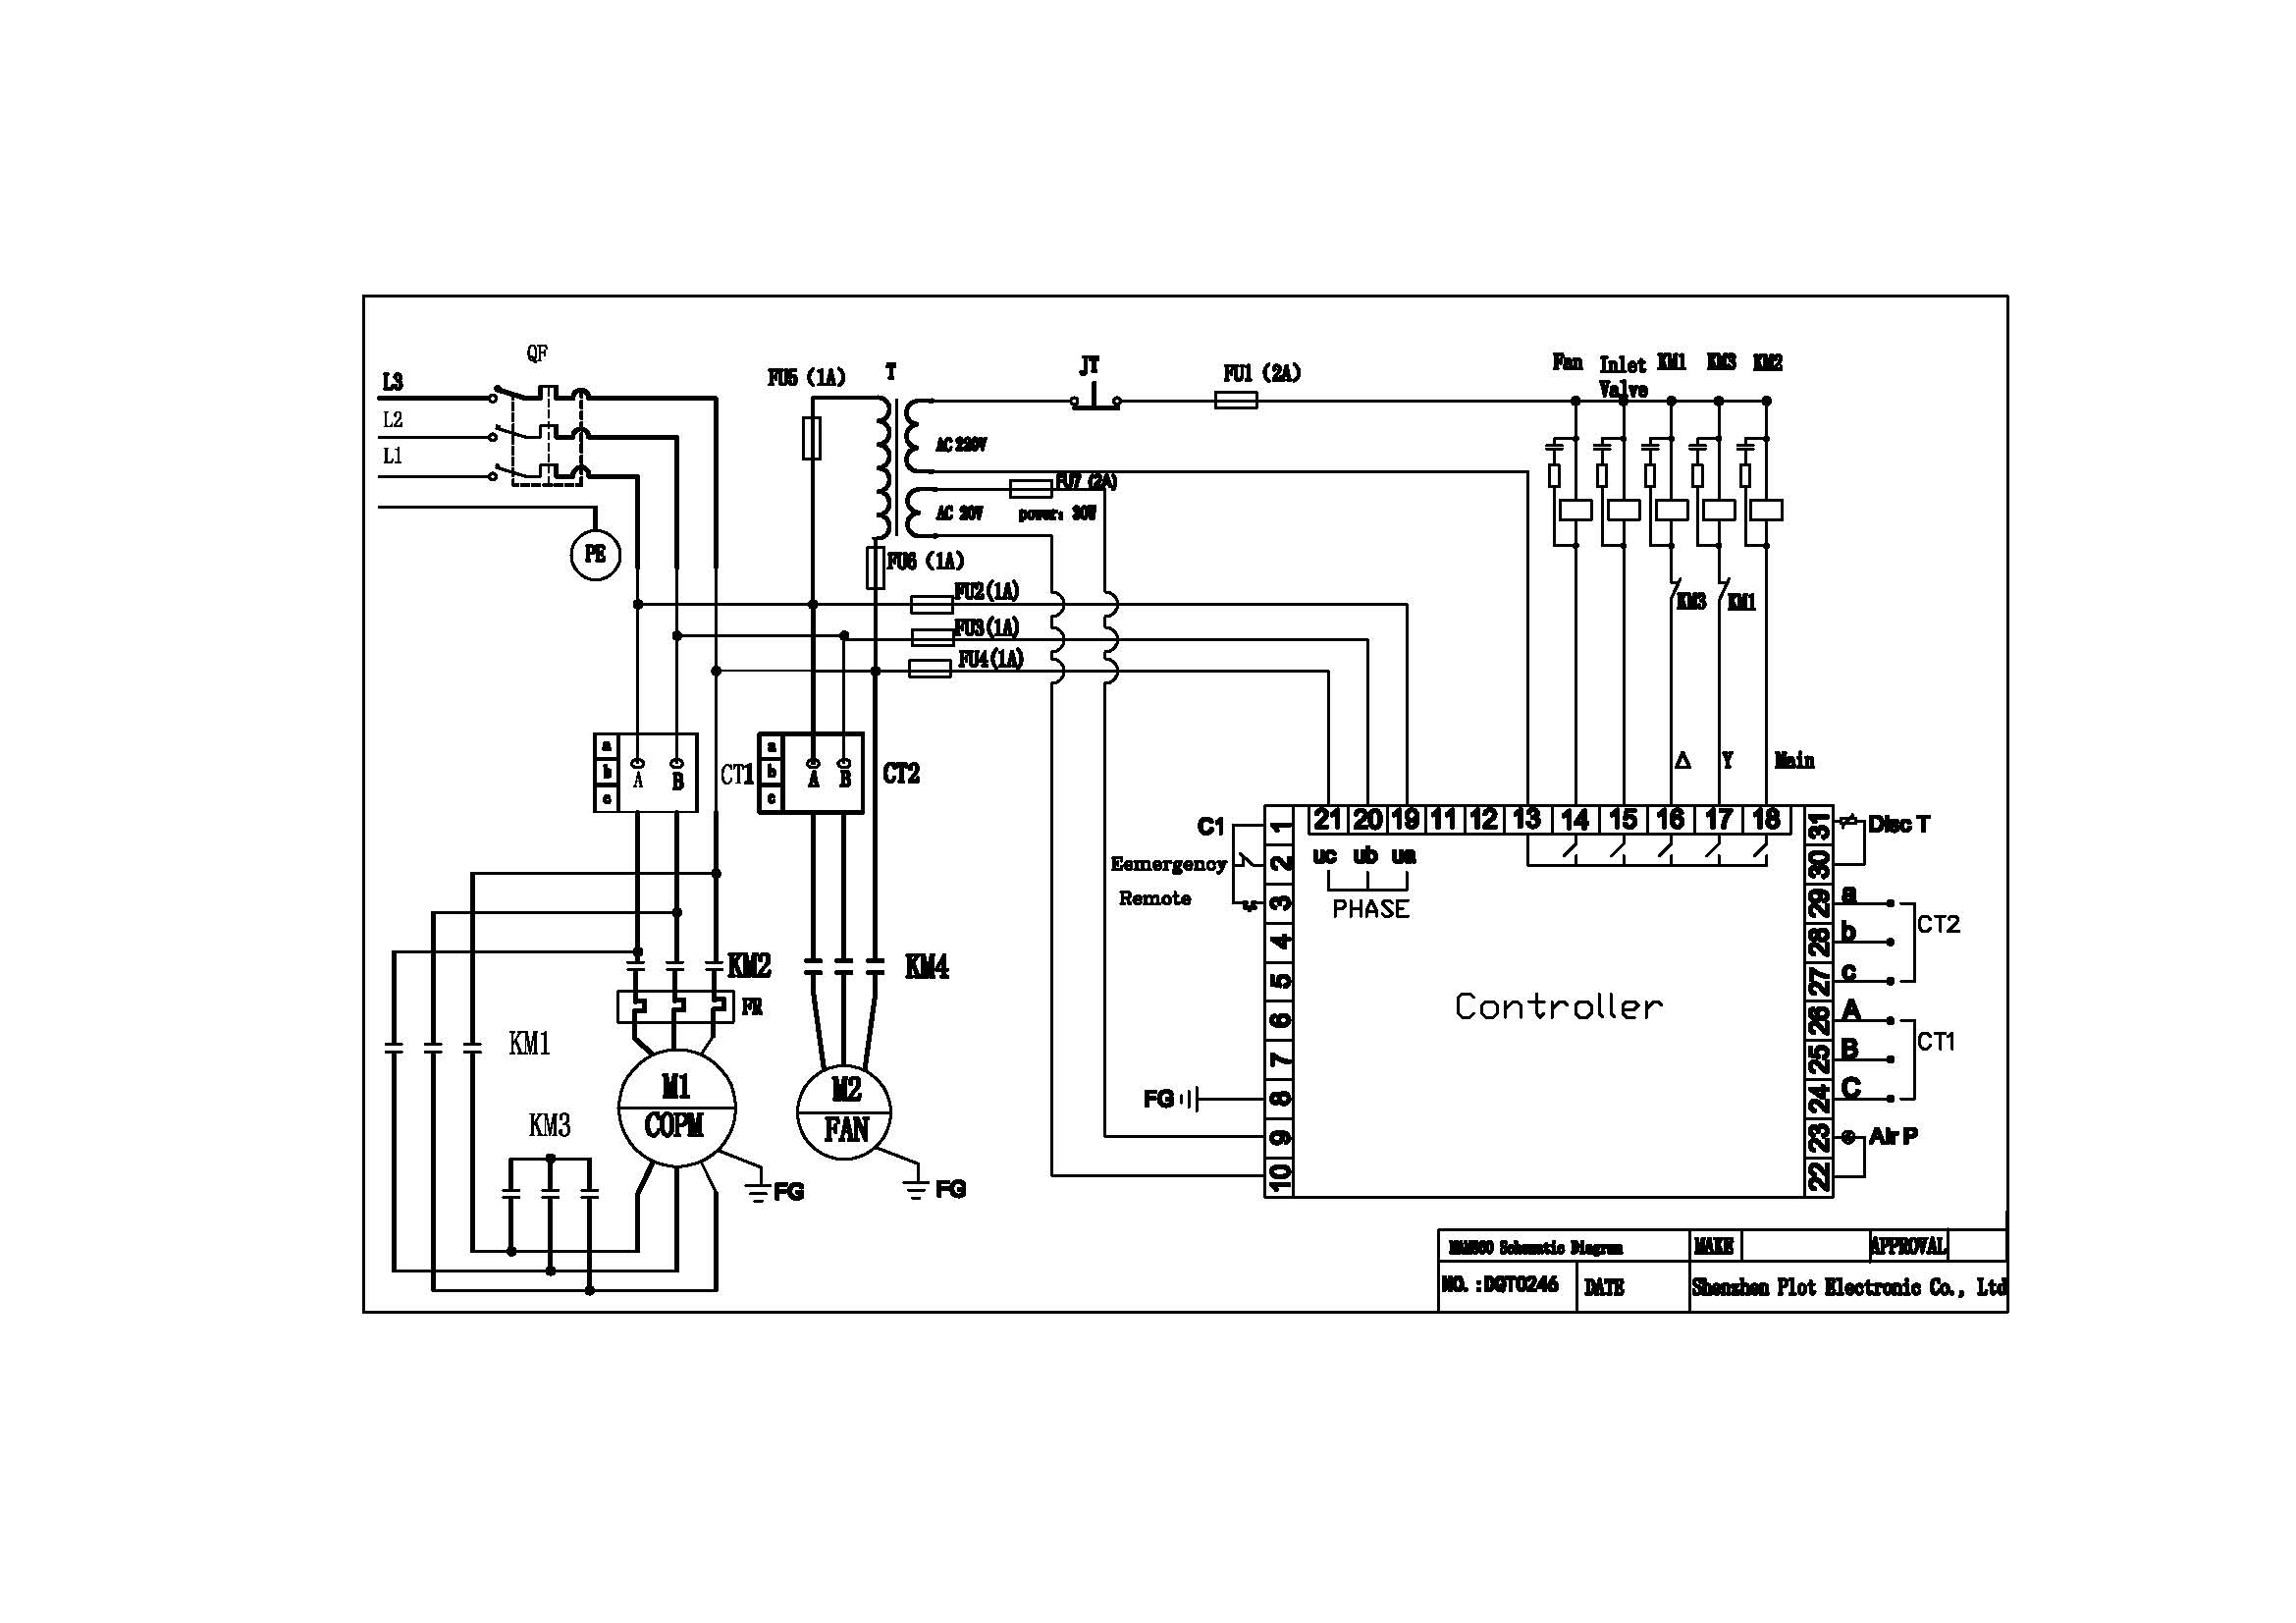 QF
L3
L2
L1
PE
FU5 (1A)
T
JT
FU1 (2A)
Fan
Inlet
Valve
KM1
KM3
KM2
AC 220V
FU7 (2A)
AC 20V
power: 30W
FU6 (1A)
FU2(1A)
FU3(1A)
FU4(1A)
KM3
KM1
Δ
Y
Main
a
b
c
A
B
CT1
a
b
c
A
B
CT2
C1
Eemergency
Remote
1
2
3
4
5
6
7
8
9
10
FG
21
20
19
11
12
13
14
15
16
17
18
uc
ub
ua
PHASE
Controller
31
30
29
28
27
26
25
24
23
22
Disc T
a
b
c
CT2
A
B
C
CT1
Air P
KM2
FR
KM4
KM1
M1
COPM
M2
FAN
KM3
FG
FG
Schematic Diagram
MAKE
APPROVAL
NO.:DQT0246
DATE
Shenzhen Plot Electronic Co., Ltd